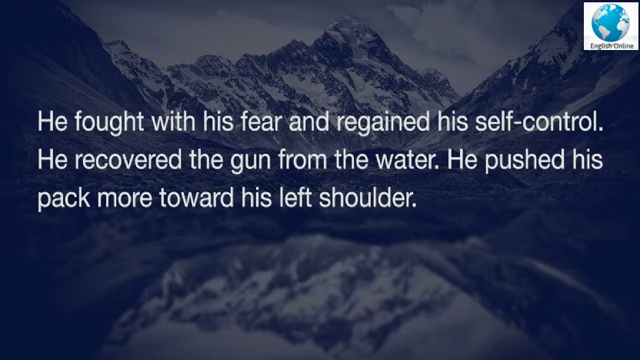 English Online
He fought with his fear and regained his self-control.
He recovered the gun from the water. He pushed his
pack more toward his left shoulder.